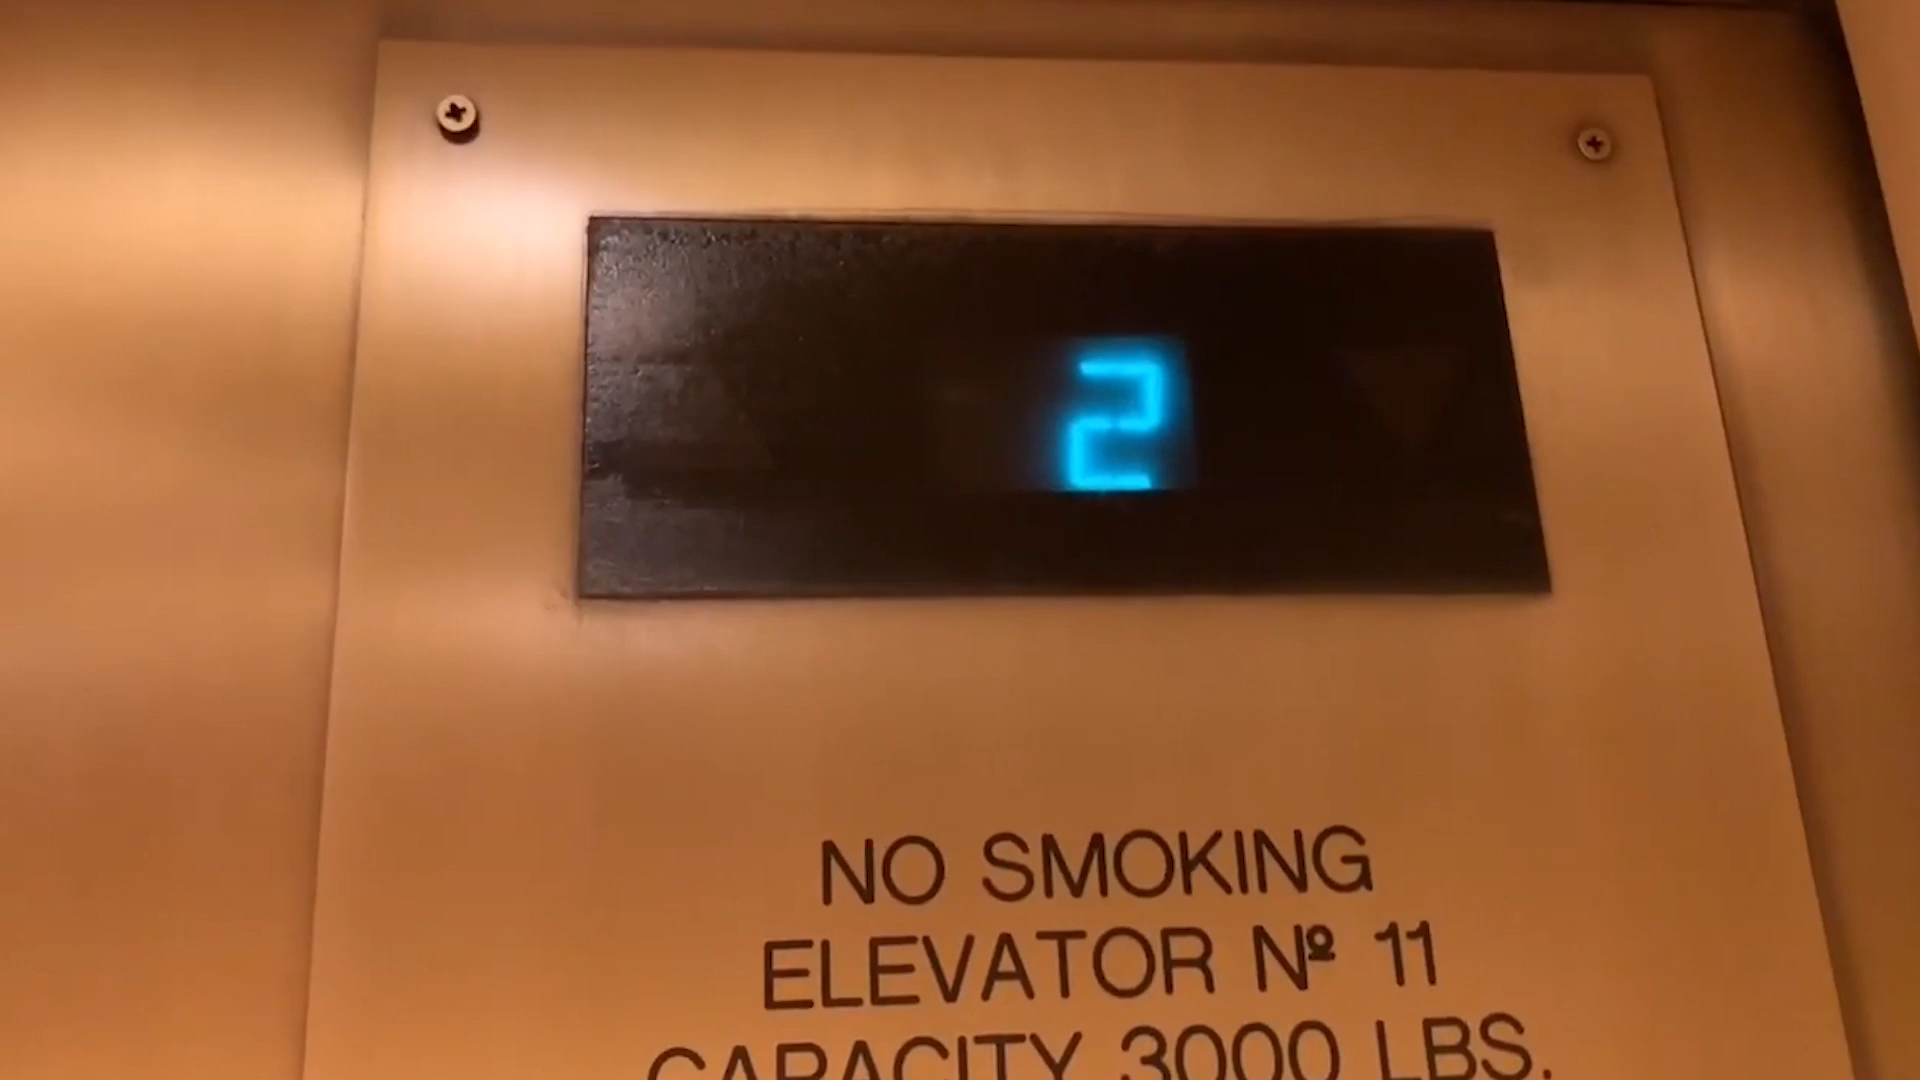 2
NO SMOKING
ELEVATOR Nº 11
CAPACITY 3000 LBS.